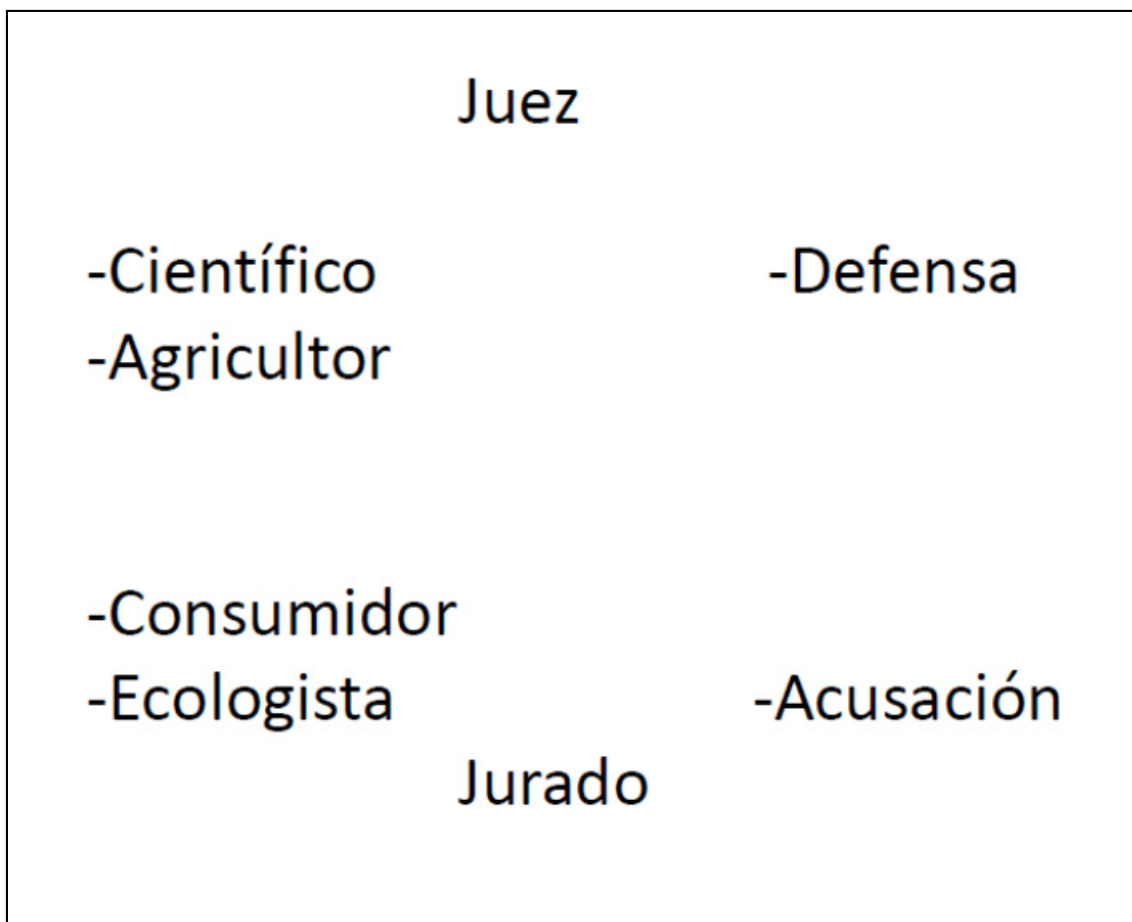 Juez
-Científico -Defensa
-Agricultor
-Consumidor
-Ecologista -Acusación
Jurado